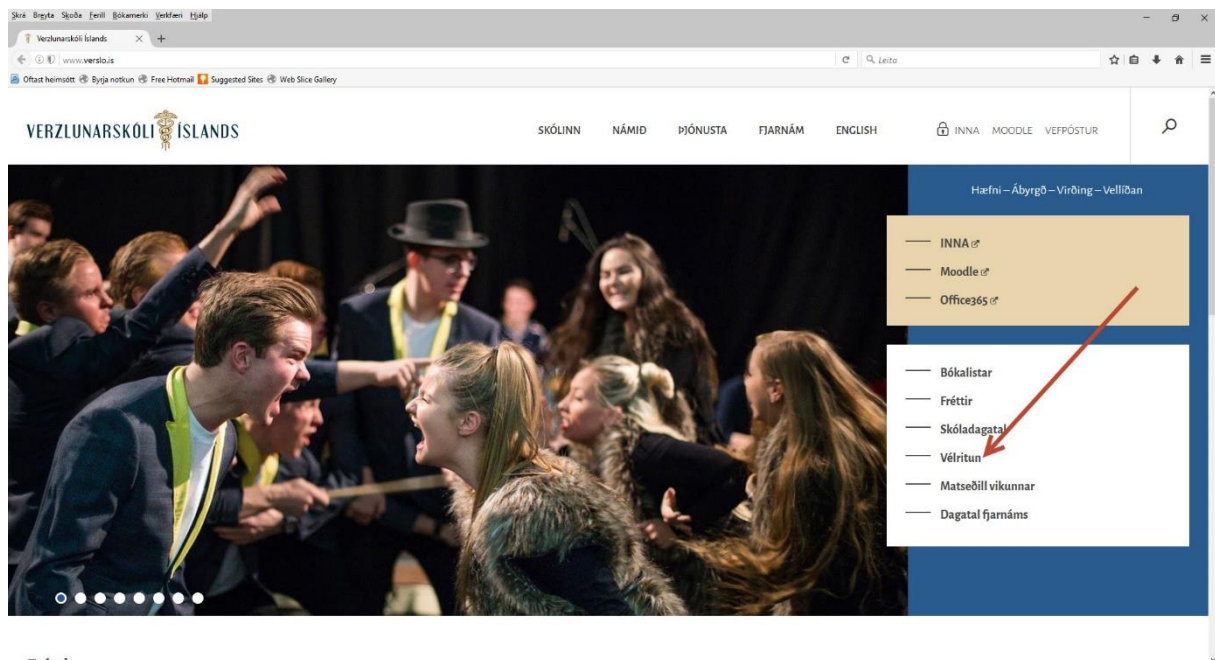 Skrá Breyta Skoða Ferill Bókamerki Verkfæri Hjálp
Verzlunarskóli Íslands
www.verslo.is
Leita
Oftast heimsótt Byrja notkun Free Hotmail Suggested Sites Web Slice Gallery
VERZLUNARSKÓLI ÍSLANDS
SKÓLINN NÁMIÐ ÞJÓNUSTA FJARNÁM ENGLISH INNA MOODLE VEFPÓSTUR
Hæfni – Ábyrgð – Virðing – Vellíðan
INNA
Moodle
Office365
Bókalistar
Fréttir
Skóladagatal
Vélritun
Matseðill vikunnar
Dagatal fjarnáms